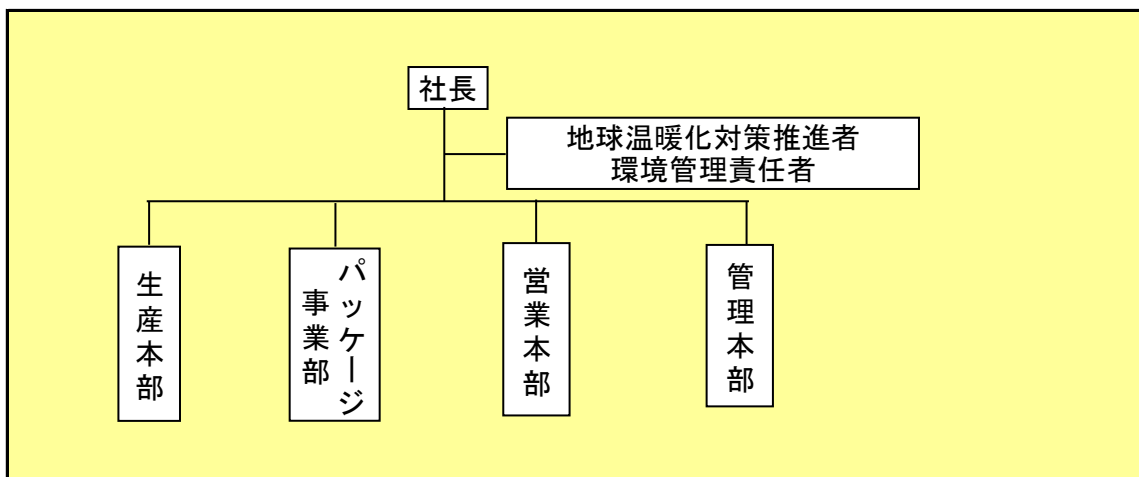 社長
地球温暖化対策推進者
環境管理責任者
生産本部
パッケージ
事業部
営業本部
管理本部